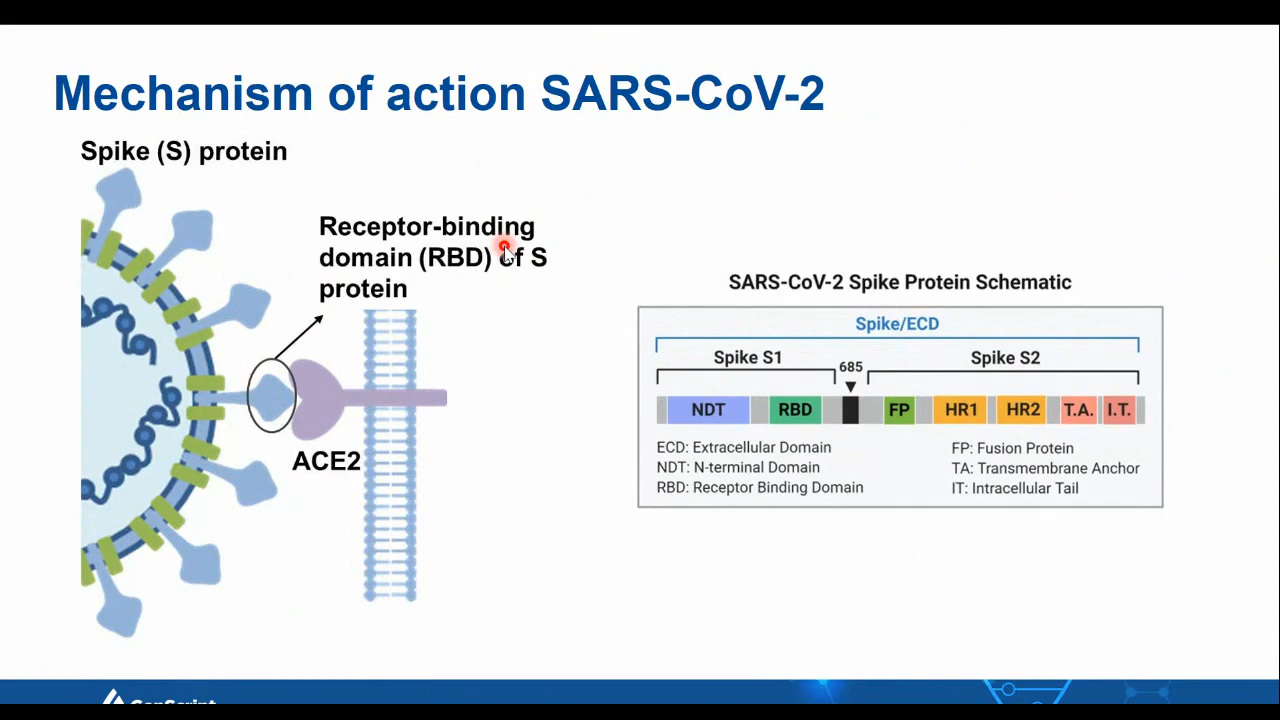 Mechanism of action SARS-CoV-2
Spike (S) protein
Receptor-binding
domain (RBD) of S
protein
ACE2
SARS-CoV-2 Spike Protein Schematic
Spike/ECD
Spike S1
685
Spike S2
NDT RBD FP HR1 HR2 T.A. I.T.
ECD: Extracellular Domain
NDT: N-terminal Domain
RBD: Receptor Binding Domain
FP: Fusion Protein
TA: Transmembrane Anchor
IT: Intracellular Tail
GenScript